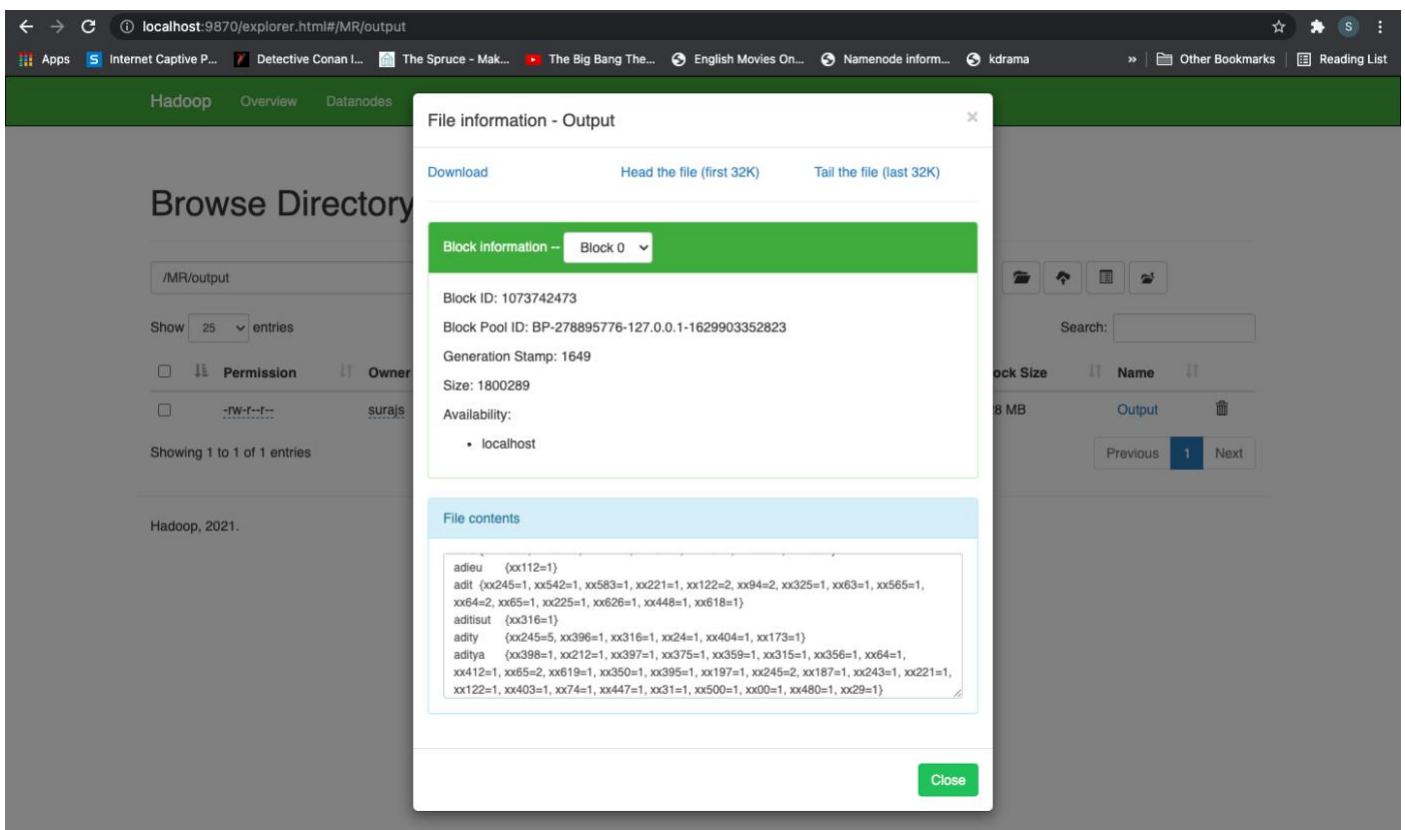 localhost:9870/explorer.html#/MR/output
S
Apps S Internet Captive P... Detective Conan I... The Spruce - Mak... The Big Bang The... English Movies On... Namenode inform... kdrama » Other Bookmarks Reading List
Hadoop Overview Datanodes
File information - Output ×
Download Head the file (first 32K) Tail the file (last 32K)
Browse Directory
Block information -- Block 0
/MR/output
Block ID: 1073742473
Block Pool ID: BP-278895776-127.0.0.1-1629903352823
Show 25 entries Search:
Generation Stamp: 1649
Permission Owner ock Size Name
Size: 1800289
-rw-r--r-- surajs 8 MB Output
Availability:
• localhost
Showing 1 to 1 of 1 entries Previous 1 Next
File contents
Hadoop, 2021.
adieu {xx112=1}
adit {xx245=1, xx542=1, xx583=1, xx221=1, xx122=2, xx94=2, xx325=1, xx63=1, xx565=1,
xx64=2, xx65=1, xx225=1, xx626=1, xx448=1, xx618=1}
aditisut {xx316=1}
adity {xx245=5, xx396=1, xx316=1, xx24=1, xx404=1, xx173=1}
aditya {xx398=1, xx212=1, xx397=1, xx375=1, xx359=1, xx315=1, xx356=1, xx64=1,
xx412=1, xx65=2, xx619=1, xx350=1, xx395=1, xx197=1, xx245=2, xx187=1, xx243=1, xx221=1,
xx122=1, xx403=1, xx74=1, xx447=1, xx31=1, xx500=1, xx00=1, xx480=1, xx29=1}
Close